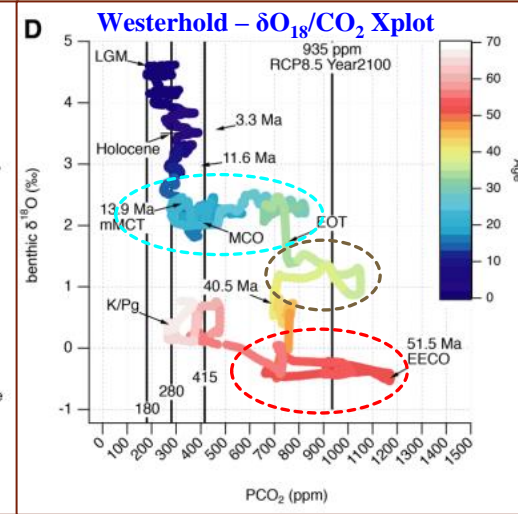 D Westerhold – δO18/CO2 Xplot
935 ppm
RCP8.5 Year2100
LGM
3.3 Ma
Holocene
11.6 Ma
13.9 Ma
mMCT
MCO
EOT
40.5 Ma
K/Pg
51.5 Ma
EECO
415
280
180
benthic δ18O (‰)
5
4
3
2
1
0
-1
0
100
200
300
400
500
600
700
800
900
1000
1100
1200
1300
1400
1500
PCO2 (ppm)
70
60
50
40
30
20
10
0
Age